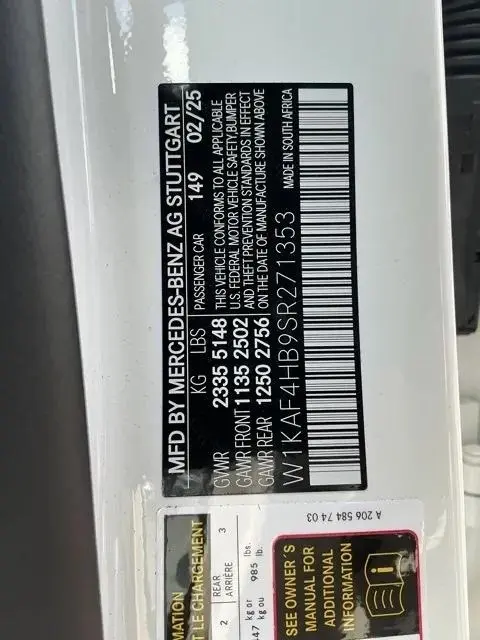 MFD BY MERCEDES-BENZ AG STUTTGART
KG LBS PASSENGER CAR 149 02/25
GVWR 2335 5148 THIS VEHICLE CONFORMS TO ALL APPLICABLE
GAWR FRONT 1135 2502 U.S. FEDERAL MOTOR VEHICLE SAFETY,BUMPER
GAWR REAR 1250 2756 AND THEFT PREVENTION STANDARDS IN EFFECT
ON THE DATE OF MANUFACTURE SHOWN ABOVE
W1KAF4HB9SR271353 MADE IN SOUTH AFRICA
A 206 584 74 03
MATION
T LE CHARGEMENT
2 REAR 3
ARRIÈRE
47 kg or 985 lbs.
kg ou lb.
SEE OWNER'S
MANUAL FOR
ADDITIONAL
INFORMATION